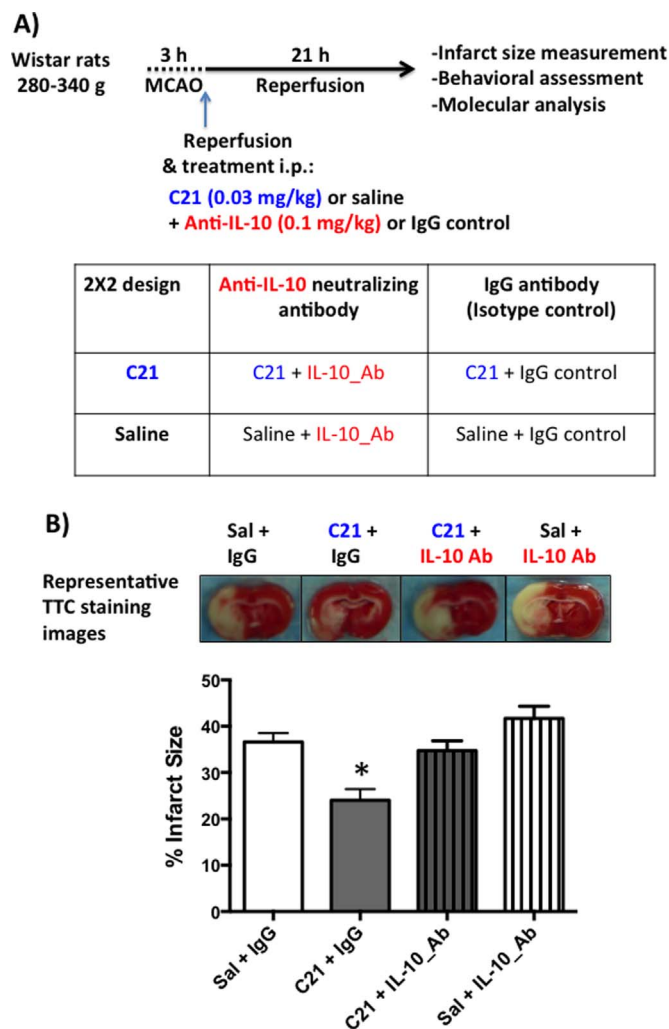 A)
Wistar rats
280-340 g
3 h
MCAO
21 h
Reperfusion
-Infarct size measurement
-Behavioral assessment
-Molecular analysis
Reperfusion
& treatment i.p.:
C21 (0.03 mg/kg) or saline
+ Anti-IL-10 (0.1 mg/kg) or IgG control
2X2 design
Anti-IL-10 neutralizing
antibody
IgG antibody
(Isotype control)
C21
C21 + IL-10_Ab
C21 + IgG control
Saline
Saline + IL-10_Ab
Saline + IgG control
B)
Sal +
IgG
C21 +
IgG
C21 +
IL-10 Ab
Sal +
IL-10 Ab
Representative
TTC staining
images
% Infarct Size
50
40
30
20
10
0
*
Sal + IgG
C21 + IgG
C21 + IL-10_Ab
Sal + IL-10_Ab